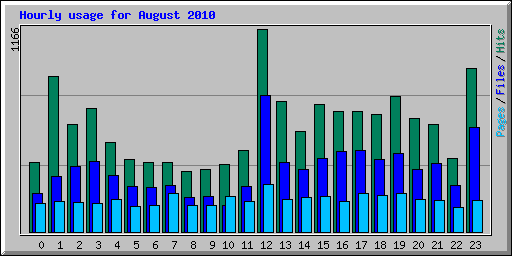 Hourly usage for August 2010
1166
Pages / Files / Hits
0 1 2 3 4 5 6 7 8 9 10 11 12 13 14 15 16 17 18 19 20 21 22 23